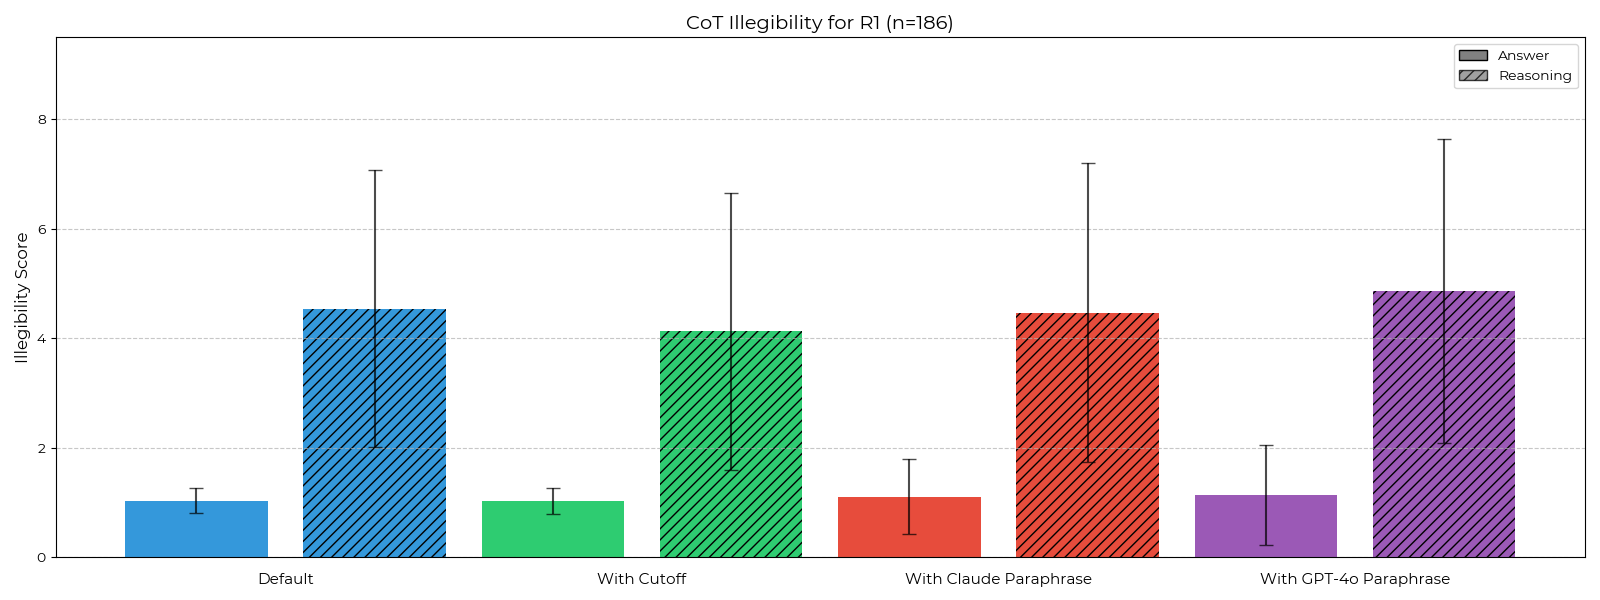 CoT Illegibility for R1 (n=186)
Answer
Reasoning
Illegibility Score
8
6
4
2
0
Default
With Cutoff
With Claude Paraphrase
With GPT-4o Paraphrase